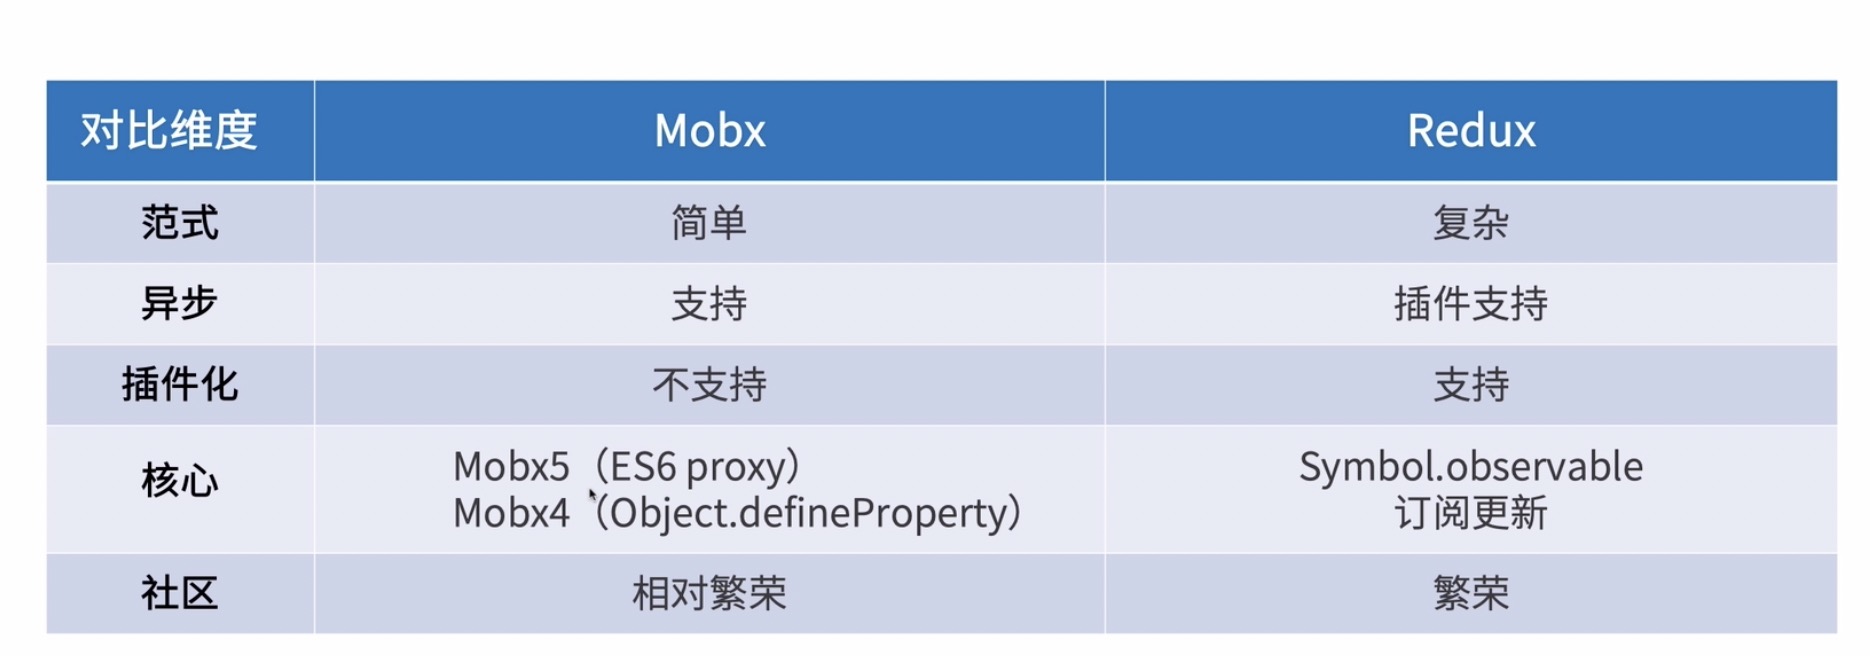 对比维度 Mobx Redux
范式 简单 复杂
异步 支持 插件支持
插件化 不支持 支持
核心 Mobx5（ES6 proxy） Symbol.observable
Mobx4（Object.defineProperty） 订阅更新
社区 相对繁荣 繁荣